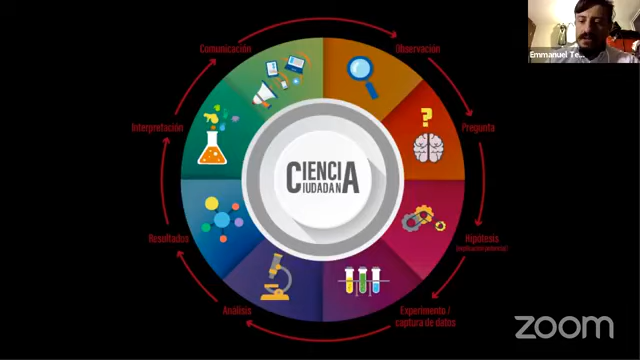 Emmanuel Te
Comunicación
Observación
Interpretación
Pregunta
CIENCIA
CIUDADANA
Resultados
Hipótesis
Análisis
Experimento /
captura de datos
zoom